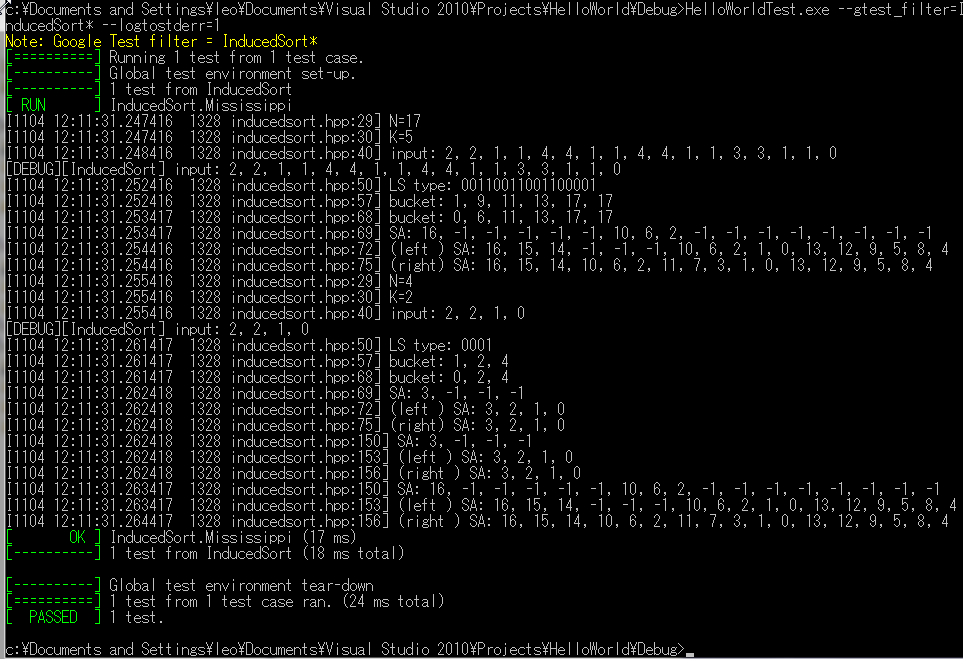 c:¥Documents and Settings¥leo¥Documents¥Visual Studio 2010¥Projects¥HelloWorld¥Debug>HelloWorldTest.exe --gtest_filter=I
nducedSort* --logtostderr=1
Note: Google Test filter = InducedSort*
[==========] Running 1 test from 1 test case.
[----------] Global test environment set-up.
[----------] 1 test from InducedSort
[ RUN      ] InducedSort.Mississippi
I1104 12:11:31.247416  1328 inducedsort.hpp:29] N=17
I1104 12:11:31.247416  1328 inducedsort.hpp:30] K=5
I1104 12:11:31.248416  1328 inducedsort.hpp:40] input: 2, 2, 1, 1, 4, 4, 1, 1, 4, 4, 1, 1, 3, 3, 1, 1, 0
[DEBUG][InducedSort] input: 2, 2, 1, 1, 4, 4, 1, 1, 4, 4, 1, 1, 3, 3, 1, 1, 0
I1104 12:11:31.252416  1328 inducedsort.hpp:50] LS type: 00110011001100001
I1104 12:11:31.252416  1328 inducedsort.hpp:57] bucket: 1, 9, 11, 13, 17, 17
I1104 12:11:31.253417  1328 inducedsort.hpp:68] bucket: 0, 6, 11, 13, 17, 17
I1104 12:11:31.253417  1328 inducedsort.hpp:69] SA: 16, -1, -1, -1, -1, -1, 10, 6, 2, -1, -1, -1, -1, -1, -1, -1, -1
I1104 12:11:31.254416  1328 inducedsort.hpp:72] (left ) SA: 16, 15, 14, -1, -1, -1, 10, 6, 2, 1, 0, 13, 12, 9, 5, 8, 4
I1104 12:11:31.254416  1328 inducedsort.hpp:75] (right) SA: 16, 15, 14, 10, 6, 2, 11, 7, 3, 1, 0, 13, 12, 9, 5, 8, 4
I1104 12:11:31.255416  1328 inducedsort.hpp:29] N=4
I1104 12:11:31.255416  1328 inducedsort.hpp:30] K=2
I1104 12:11:31.255416  1328 inducedsort.hpp:40] input: 2, 2, 1, 0
[DEBUG][InducedSort] input: 2, 2, 1, 0
I1104 12:11:31.261417  1328 inducedsort.hpp:50] LS type: 0001
I1104 12:11:31.261417  1328 inducedsort.hpp:57] bucket: 1, 2, 4
I1104 12:11:31.261417  1328 inducedsort.hpp:68] bucket: 0, 2, 4
I1104 12:11:31.262418  1328 inducedsort.hpp:69] SA: 3, -1, -1, -1
I1104 12:11:31.262418  1328 inducedsort.hpp:72] (left ) SA: 3, 2, 1, 0
I1104 12:11:31.262418  1328 inducedsort.hpp:75] (right) SA: 3, 2, 1, 0
I1104 12:11:31.262418  1328 inducedsort.hpp:150] SA: 3, -1, -1, -1
I1104 12:11:31.262418  1328 inducedsort.hpp:153] (left ) SA: 3, 2, 1, 0
I1104 12:11:31.262418  1328 inducedsort.hpp:156] (right ) SA: 3, 2, 1, 0
I1104 12:11:31.263417  1328 inducedsort.hpp:150] SA: 16, -1, -1, -1, -1, -1, 10, 6, 2, -1, -1, -1, -1, -1, -1, -1, -1
I1104 12:11:31.263417  1328 inducedsort.hpp:153] (left ) SA: 16, 15, 14, -1, -1, -1, 10, 6, 2, 1, 0, 13, 12, 9, 5, 8, 4
I1104 12:11:31.264417  1328 inducedsort.hpp:156] (right ) SA: 16, 15, 14, 10, 6, 2, 11, 7, 3, 1, 0, 13, 12, 9, 5, 8, 4
[       OK ] InducedSort.Mississippi (17 ms)
[----------] 1 test from InducedSort (18 ms total)
[----------] Global test environment tear-down
[==========] 1 test from 1 test case ran. (24 ms total)
[  PASSED  ] 1 test.
c:¥Documents and Settings¥leo¥Documents¥Visual Studio 2010¥Projects¥HelloWorld¥Debug>_